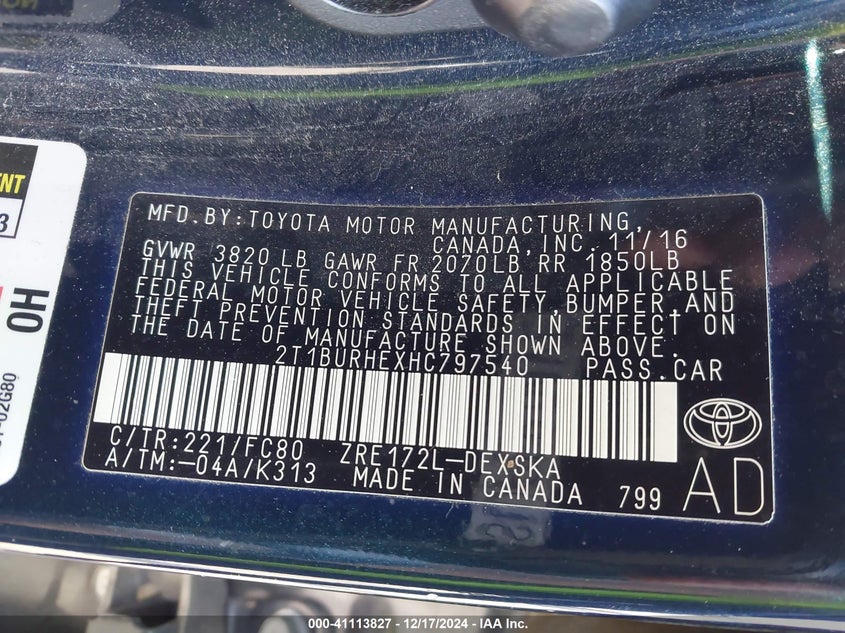 MFD. BY: TOYOTA MOTOR MANUFACTURING,
CANADA, INC. 11/16
GVWR 3820 LB GAWR FR 2070LB RR 1850LB
THIS VEHICLE CONFORMS TO ALL APPLICABLE
FEDERAL MOTOR VEHICLE SAFETY, BUMPER, AND
THEFT PREVENTION STANDARDS IN EFFECT ON
THE DATE OF MANUFACTURE SHOWN ABOVE.
2T1BURHEXHC797540 PASS. CAR
C/TR: 221/FC80 ZRE172L-DEXSKA
A/TM: -04A/K313 MADE IN CANADA 799
AD
OH
02G80
000-41113827 - 12/17/2024 - IAA Inc.